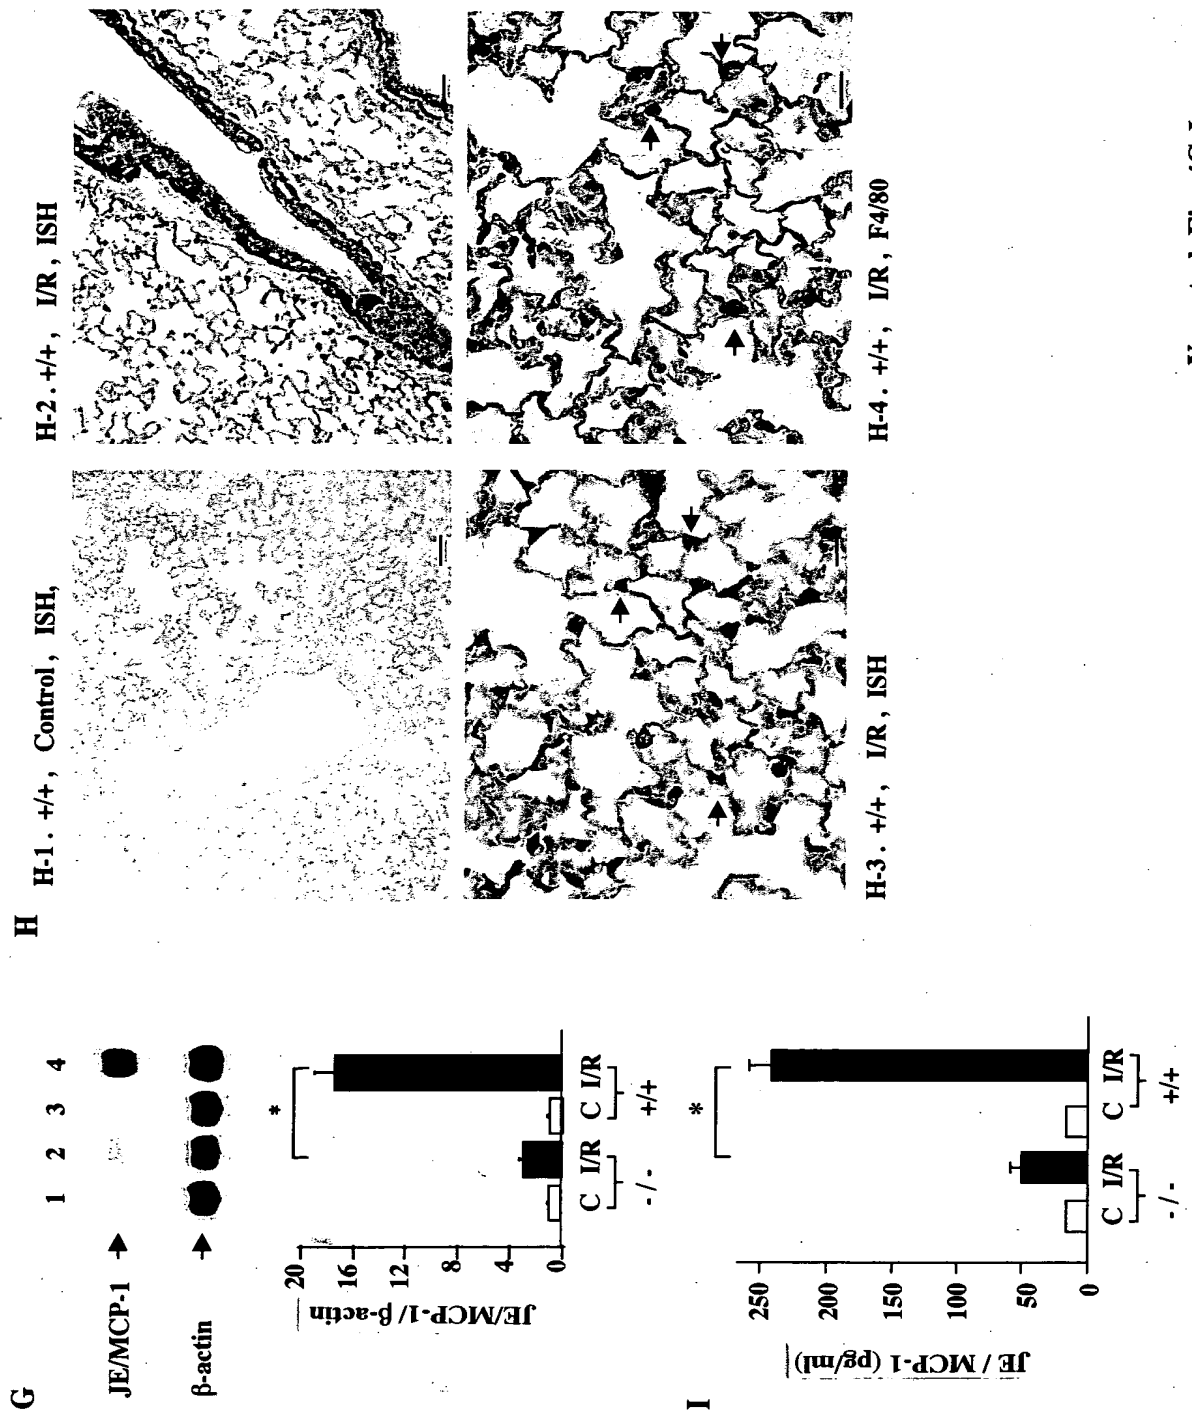 G
1 2 3 4
JE/MCP-1
β-actin
*
JE/MCP-1/ β-actin
20
16
12
8
4
0
C I/R C I/R
-/- +/+
H
H-1. +/+, Control, ISH,
H-2. +/+, I/R, ISH
H-3. +/+, I/R, ISH
H-4. +/+, I/R, F4/80
I
*
JE / MCP-1 (pg/ml)
250
200
150
100
50
0
C I/R C I/R
-/- +/+